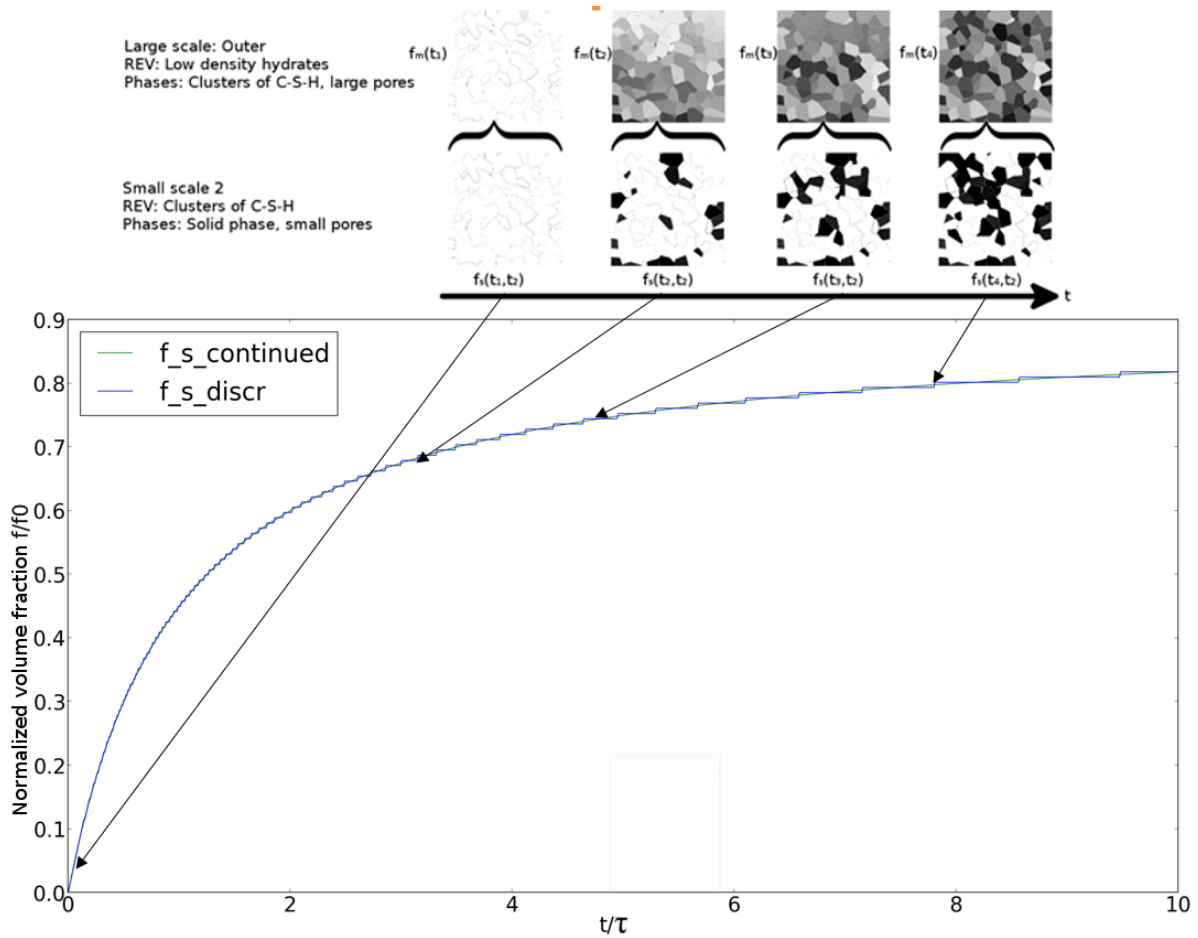 Large scale: Outer
REV: Low density hydrates
Phases: Clusters of C-S-H, large pores
fₘ(t₁)
fₘ(t₂)
fₘ(t₃)
fₘ(t₄)
Small scale 2
REV: Clusters of C-S-H
Phases: Solid phase, small pores
fₛ(t₁,t₂)
fₛ(t₂,t₂)
fₛ(t₃,t₂)
fₛ(t₄,t₂)
t
f_s_continued
f_s_discr
0.9
0.8
0.7
0.6
0.5
0.4
0.3
0.2
0.1
0.0
Normalized volume fraction f/f0
0
2
4
6
8
10
t/τ